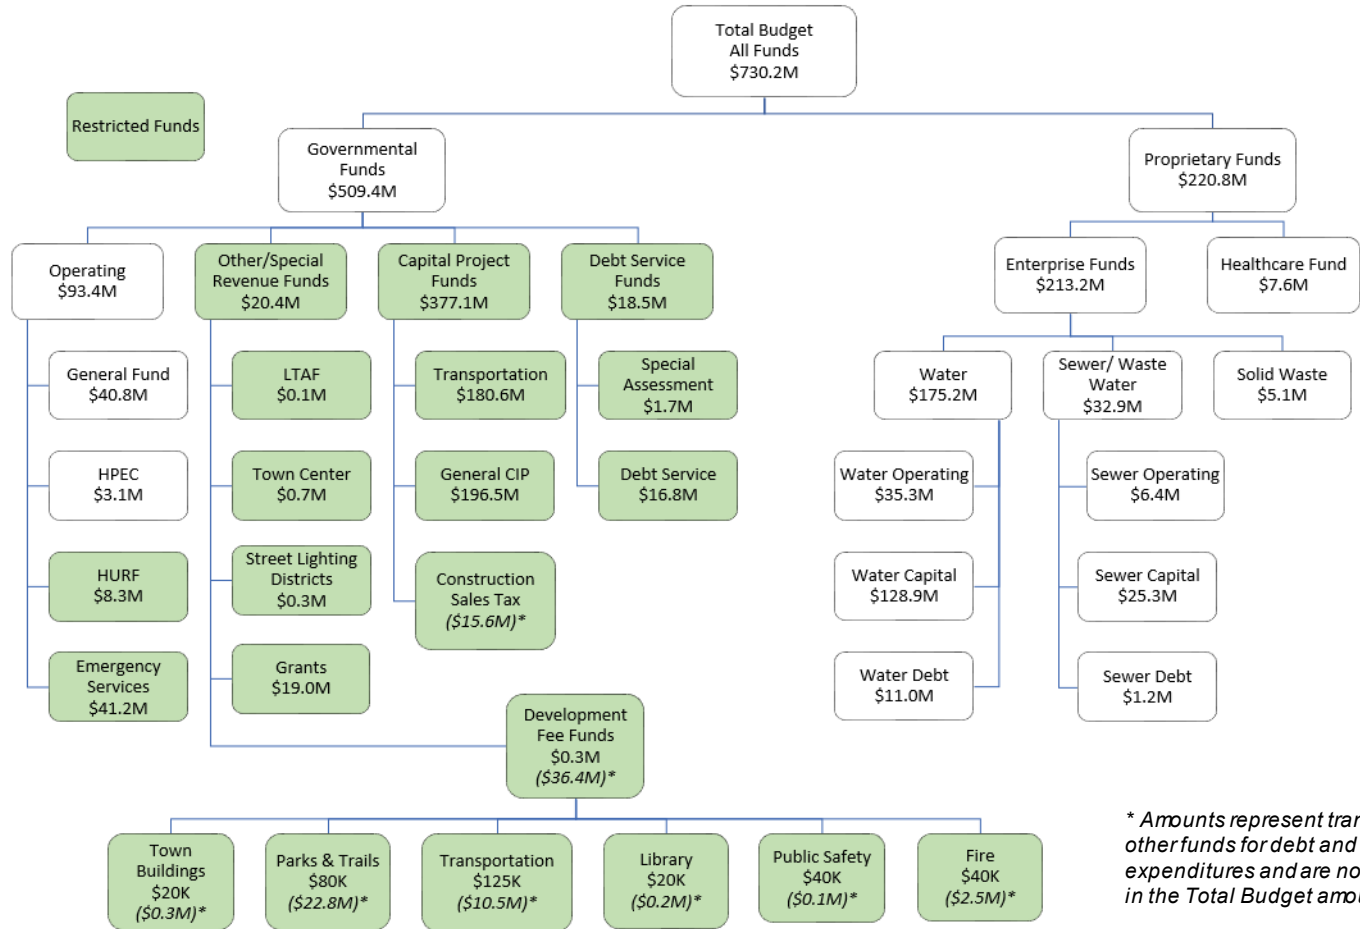 Total Budget
All Funds
$730.2M
Restricted Funds
Governmental
Funds
$509.4M
Proprietary Funds
$220.8M
Operating
$93.4M
Other/Special
Revenue Funds
$20.4M
Capital Project
Funds
$377.1M
Debt Service
Funds
$18.5M
Enterprise Funds
$213.2M
Healthcare Fund
$7.6M
General Fund
$40.8M
LTAF
$0.1M
Transportation
$180.6M
Special
Assessment
$1.7M
Water
$175.2M
Sewer/ Waste
Water
$32.9M
Solid Waste
$5.1M
HPEC
$3.1M
Town Center
$0.7M
General CIP
$196.5M
Debt Service
$16.8M
Water Operating
$35.3M
Sewer Operating
$6.4M
HURF
$8.3M
Street Lighting
Districts
$0.3M
Construction
Sales Tax
($15.6M)*
Water Capital
$128.9M
Sewer Capital
$25.3M
Emergency
Services
$41.2M
Grants
$19.0M
Water Debt
$11.0M
Sewer Debt
$1.2M
Development
Fee Funds
$0.3M
($36.4M)*
Town
Buildings
$20K
($0.3M)*
Parks & Trails
$80K
($22.8M)*
Transportation
$125K
($10.5M)*
Library
$20K
($0.2M)*
Public Safety
$40K
($0.1M)*
Fire
$40K
($2.5M)*
* Amounts represent
other funds for debt and
expenditures and are
in the Total Budget